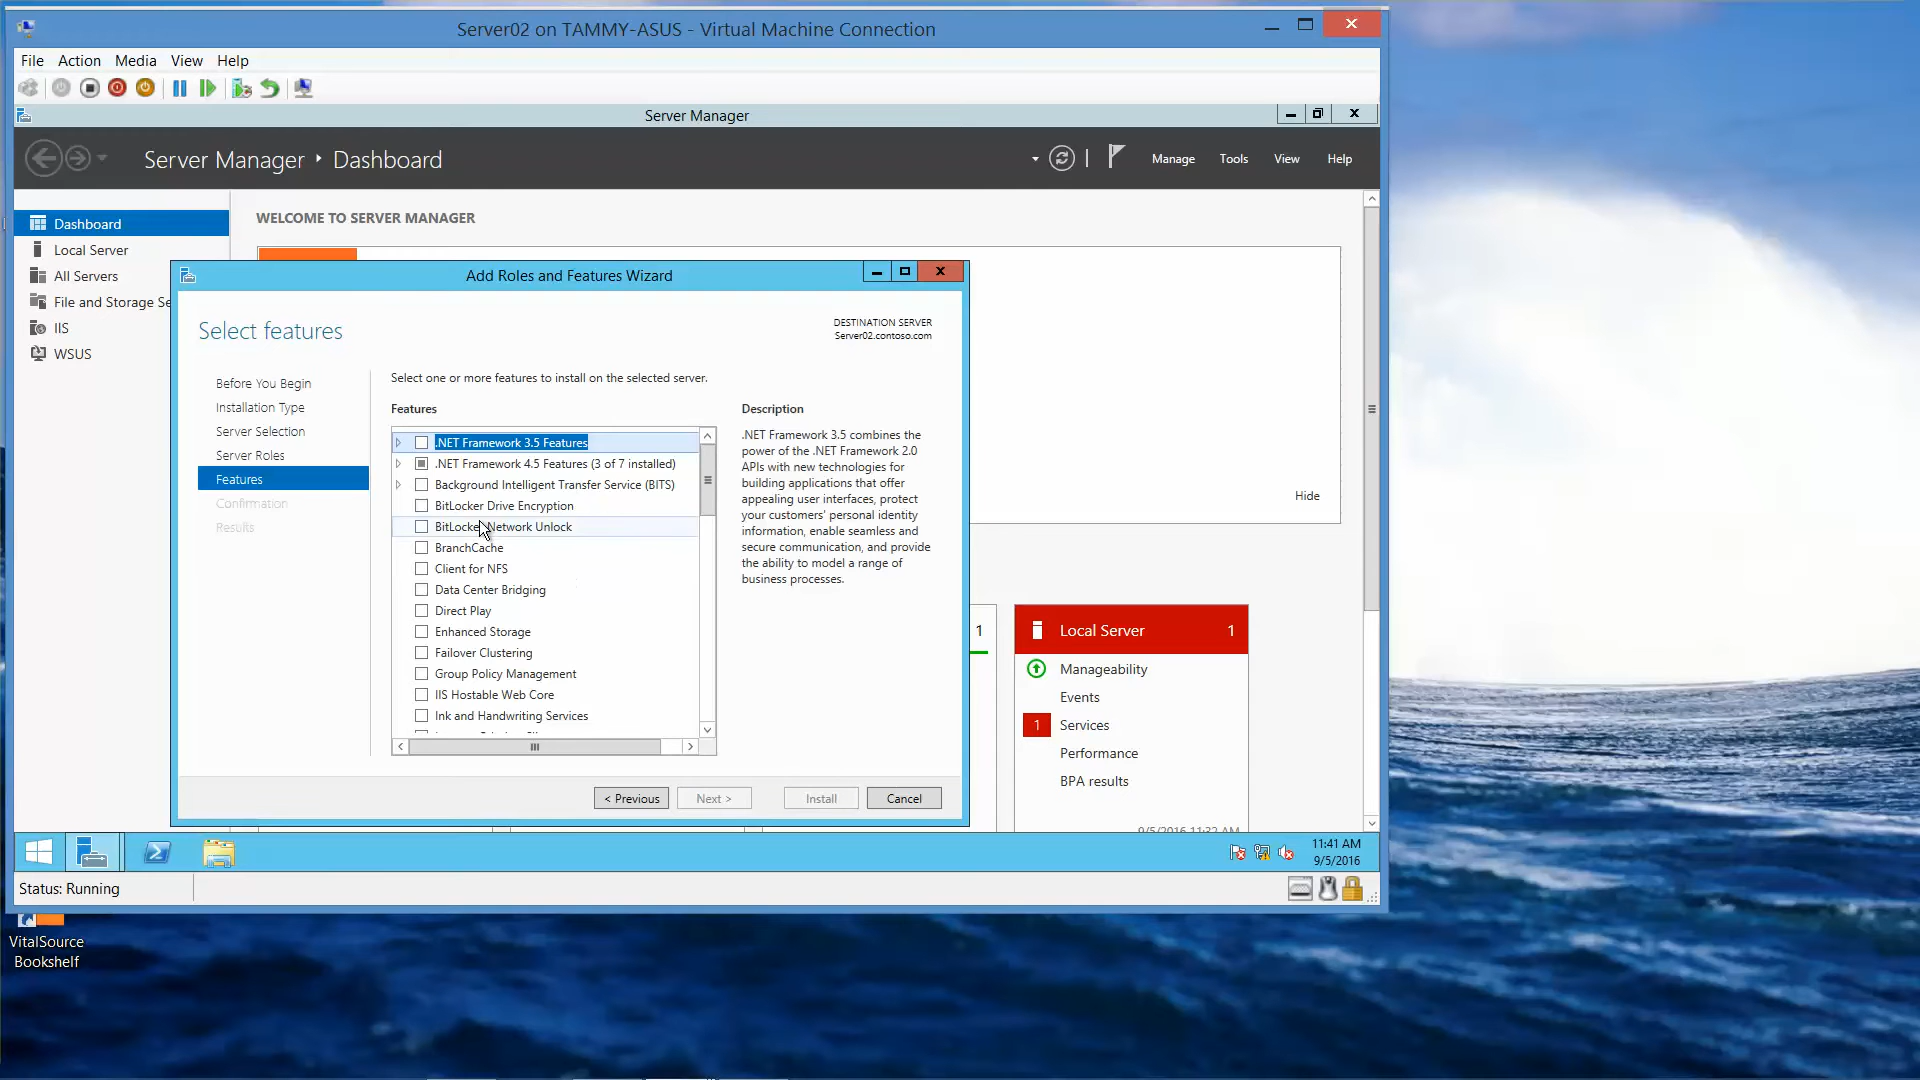 Server02 on TAMMY-ASUS - Virtual Machine Connection
File Action Media View Help
Server Manager
Server Manager Dashboard
Manage Tools View Help
Dashboard
Local Server
All Servers
File and Storage Se
IIS
WSUS
WELCOME TO SERVER MANAGER
Hide
Add Roles and Features Wizard
Select features
DESTINATION SERVER
Server02.contoso.com
Before You Begin
Installation Type
Server Selection
Server Roles
Features
Confirmation
Results
Select one or more features to install on the selected server.
Features
.NET Framework 3.5 Features
.NET Framework 4.5 Features (3 of 7 installed)
Background Intelligent Transfer Service (BITS)
BitLocker Drive Encryption
BitLocker Network Unlock
BranchCache
Client for NFS
Data Center Bridging
Direct Play
Enhanced Storage
Failover Clustering
Group Policy Management
IIS Hostable Web Core
Ink and Handwriting Services
Description
.NET Framework 3.5 combines the
power of the .NET Framework 2.0
APIs with new technologies for
building applications that offer
appealing user interfaces, protect
your customers' personal identity
information, enable seamless and
secure communication, and provide
the ability to model a range of
business processes.
< Previous
Next >
Install
Cancel
1
Local Server 1
Manageability
Events
1 Services
Performance
BPA results
9/5/2016 11:32 AM
11:41 AM
9/5/2016
Status: Running
VitalSource
Bookshelf